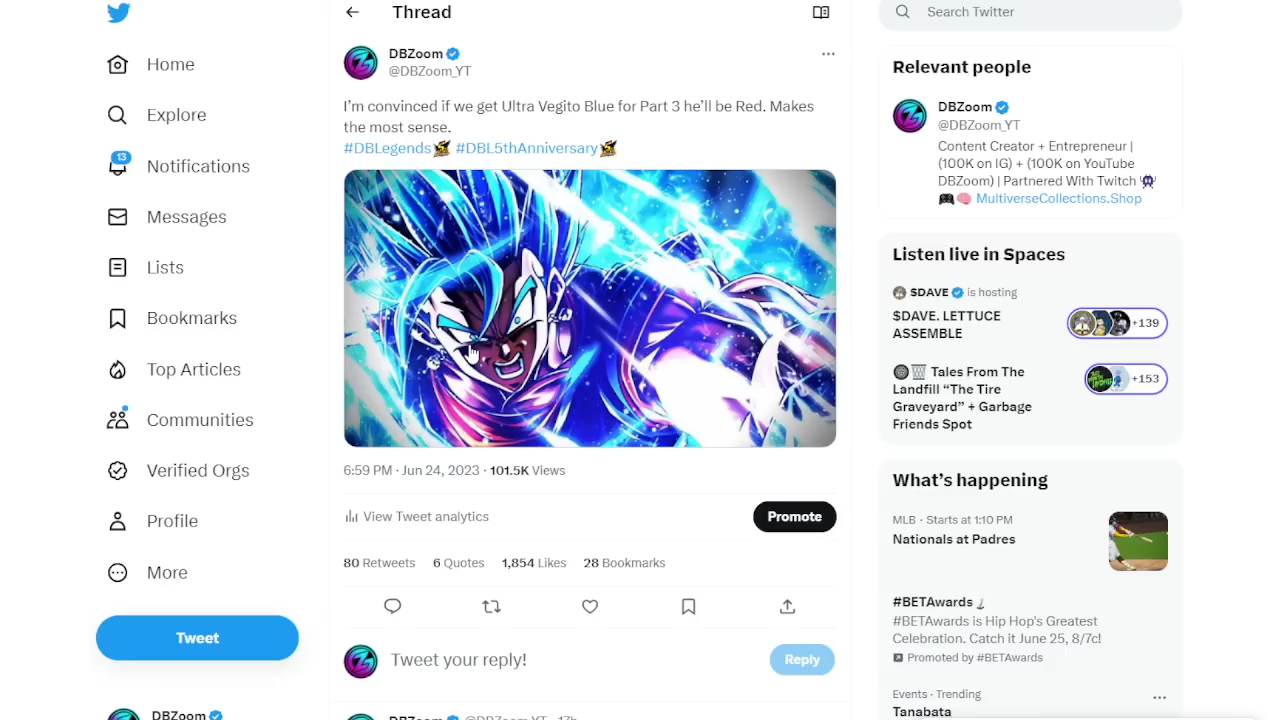 Home
Explore
13
Notifications
Messages
Lists
Bookmarks
Top Articles
Communities
Verified Orgs
Profile
More
Tweet
DBZoom
Thread
DBZoom
@DBZoom_YT
I'm convinced if we get Ultra Vegito Blue for Part 3 he'll be Red. Makes
the most sense.
#DBLegends #DBL5thAnniversary
6:59 PM · Jun 24, 2023 · 101.5K Views
View Tweet analytics
Promote
80 Retweets 6 Quotes 1,854 Likes 28 Bookmarks
Tweet your reply!
Reply
DBZoom @DBZoom_YT · 17h
Search Twitter
Relevant people
DBZoom
@DBZoom_YT
Content Creator + Entrepreneur |
(100K on IG) + (100K on YouTube
DBZoom) | Partnered With Twitch
MultiverseCollections.Shop
Listen live in Spaces
$DAVE is hosting
$DAVE. LETTUCE
ASSEMBLE
+139
Tales From The
Landfill “The Tire
Graveyard” + Garbage
Friends Spot
+153
What's happening
MLB · Starts at 1:10 PM
Nationals at Padres
#BETAwards
#BETAwards is Hip Hop's Greatest
Celebration. Catch it June 25, 8/7c!
Promoted by #BETAwards
Events · Trending
Tanabata